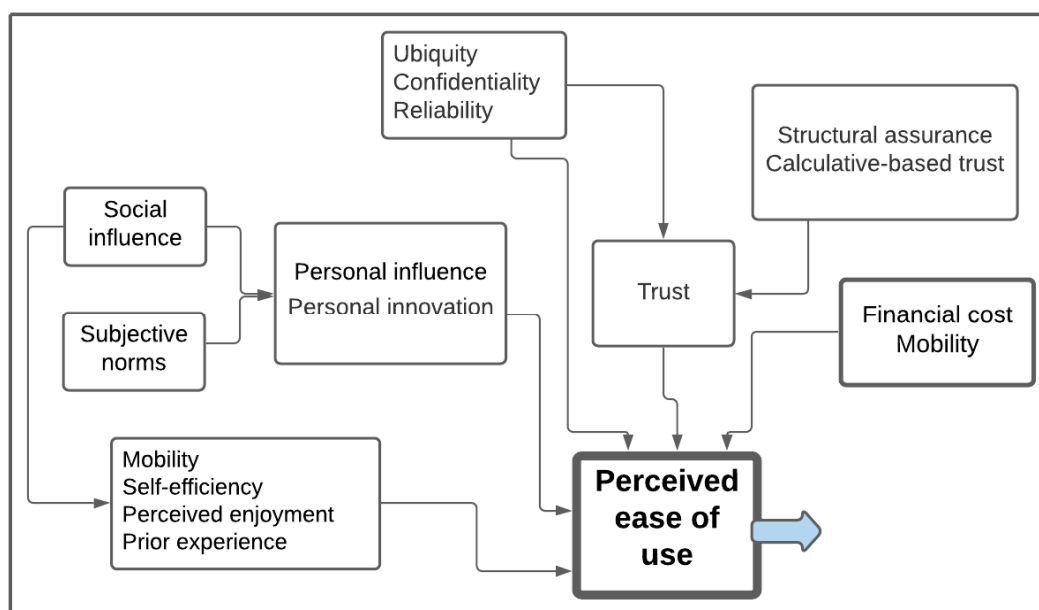 Ubiquity
Confidentiality
Reliability
Structural assurance
Calculative-based trust
Social
influence
Personal influence
Personal innovation
Trust
Subjective
norms
Financial cost
Mobility
Mobility
Self-efficiency
Perceived enjoyment
Prior experience
Perceived
ease of
use